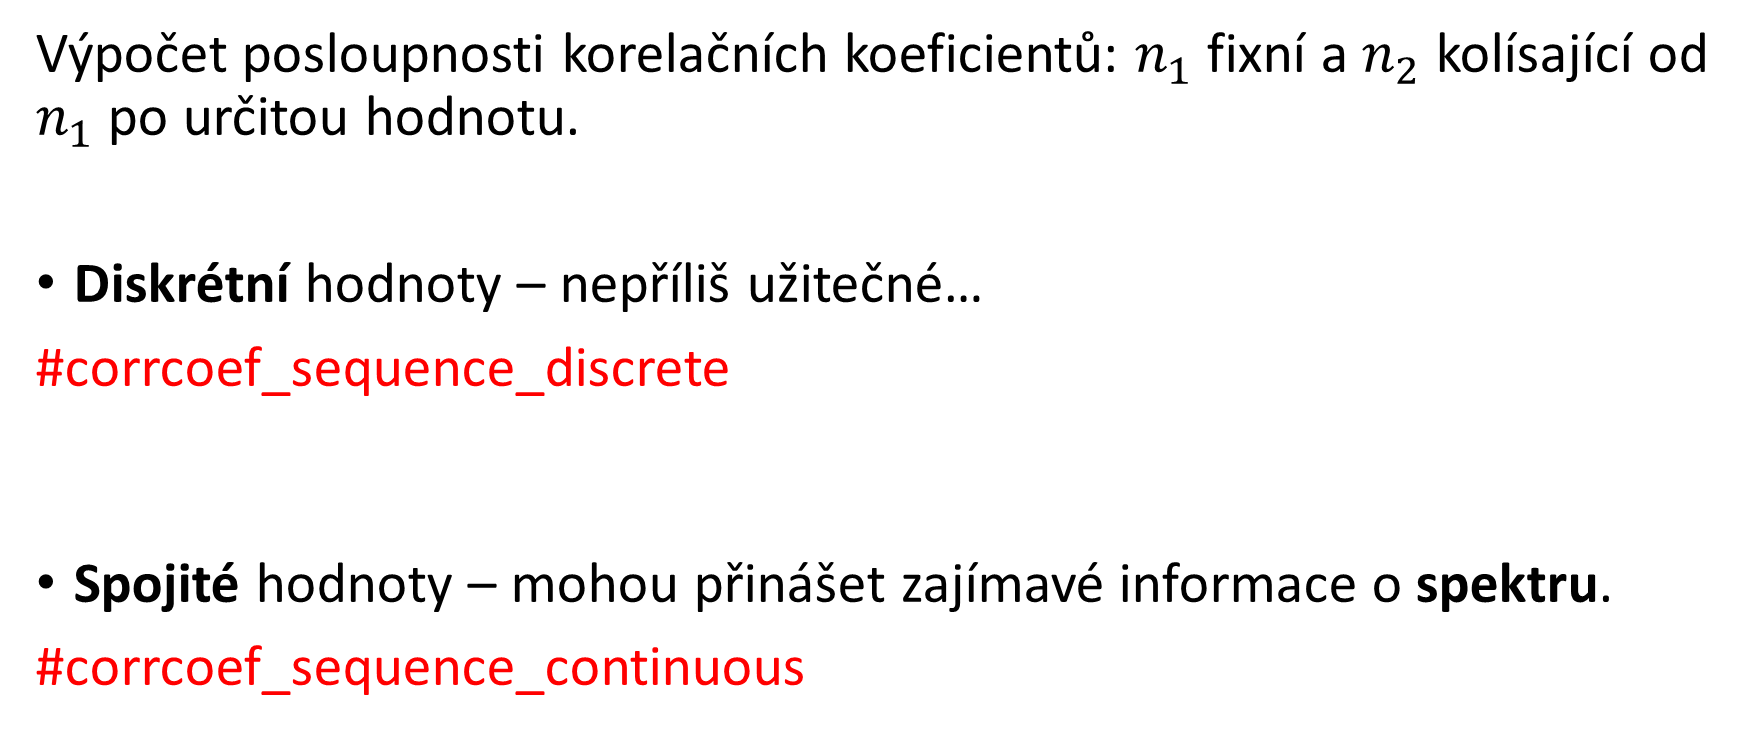 Výpočet posloupnosti korelačních koeficientů: n₁ fixní a n₂ kolísající od
n₁ po určitou hodnotu.
• Diskrétní hodnoty – nepříliš užitečné…
#corrcoef_sequence_discrete
• Spojité hodnoty – mohou přinášet zajímavé informace o spektru.
#corrcoef_sequence_continuous